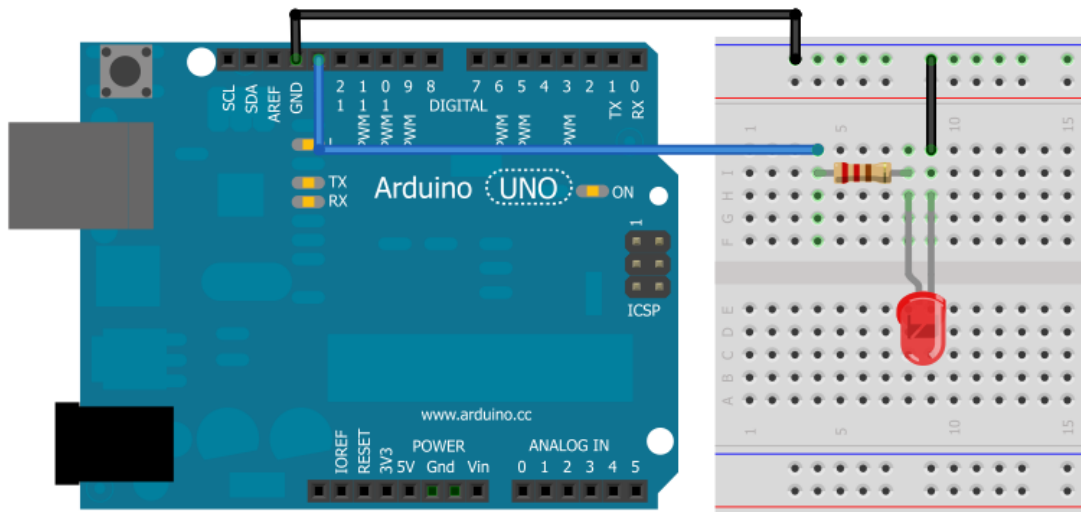 SCL
SDA
AREF
GND
12
PWM 11
PWM 10
PWM 9
8
DIGITAL
7
PWM 6
PWM 5
4
PWM 3
2
TX 1
RX 0
TX
RX
Arduino UNO
ON
1
ICSP
www.arduino.cc
POWER
ANALOG IN
IOREF
RESET
3V3
5V Gnd Vin
0 1 2 3 4 5
1 5 10 15
I
H
G
F
E
D
C
B
A
1 5 10 15